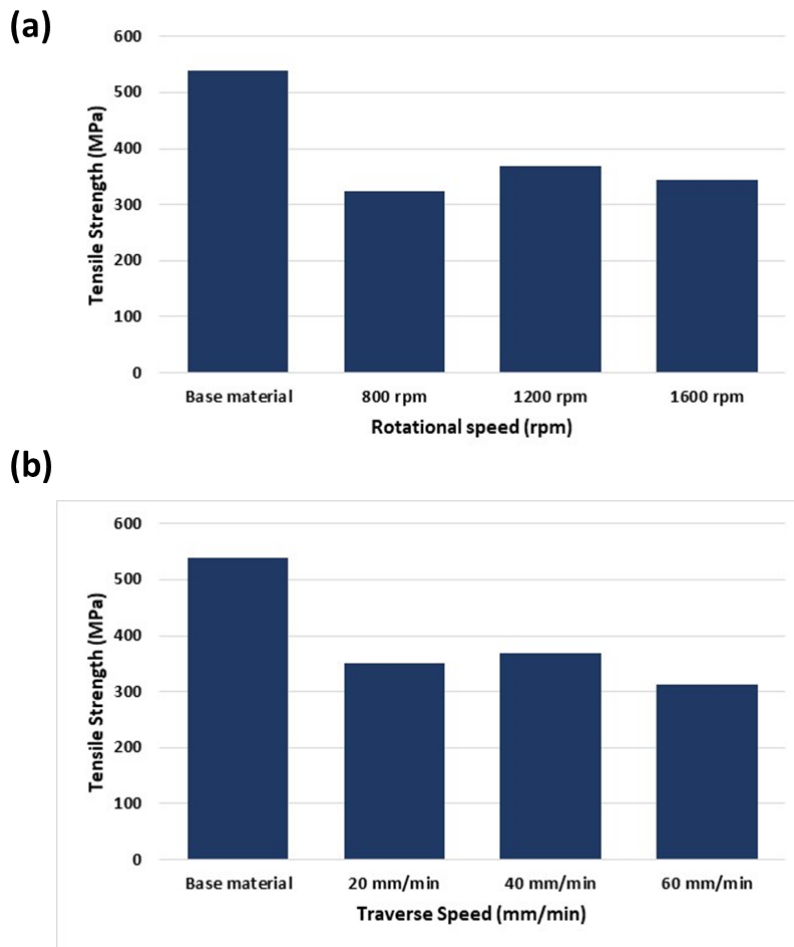 (a)
Tensile Strength (MPa)
600
500
400
300
200
100
0
Base material
800 rpm
1200 rpm
1600 rpm
Rotational speed (rpm)
(b)
Tensile Strength (MPa)
600
500
400
300
200
100
0
Base material
20 mm/min
40 mm/min
60 mm/min
Traverse Speed (mm/min)